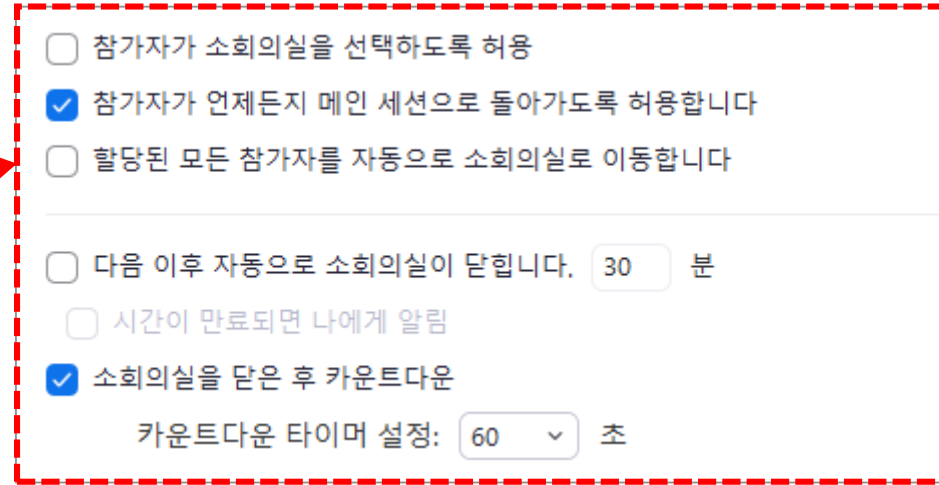 참가자가 소회의실을 선택하도록 허용
참가자가 언제든지 메인 세션으로 돌아가도록 허용합니다
할당된 모든 참가자를 자동으로 소회의실로 이동합니다
다음 이후 자동으로 소회의실이 닫힙니다. 30 분
시간이 만료되면 나에게 알림
소회의실을 닫은 후 카운트다운
카운트다운 타이머 설정: 60 초